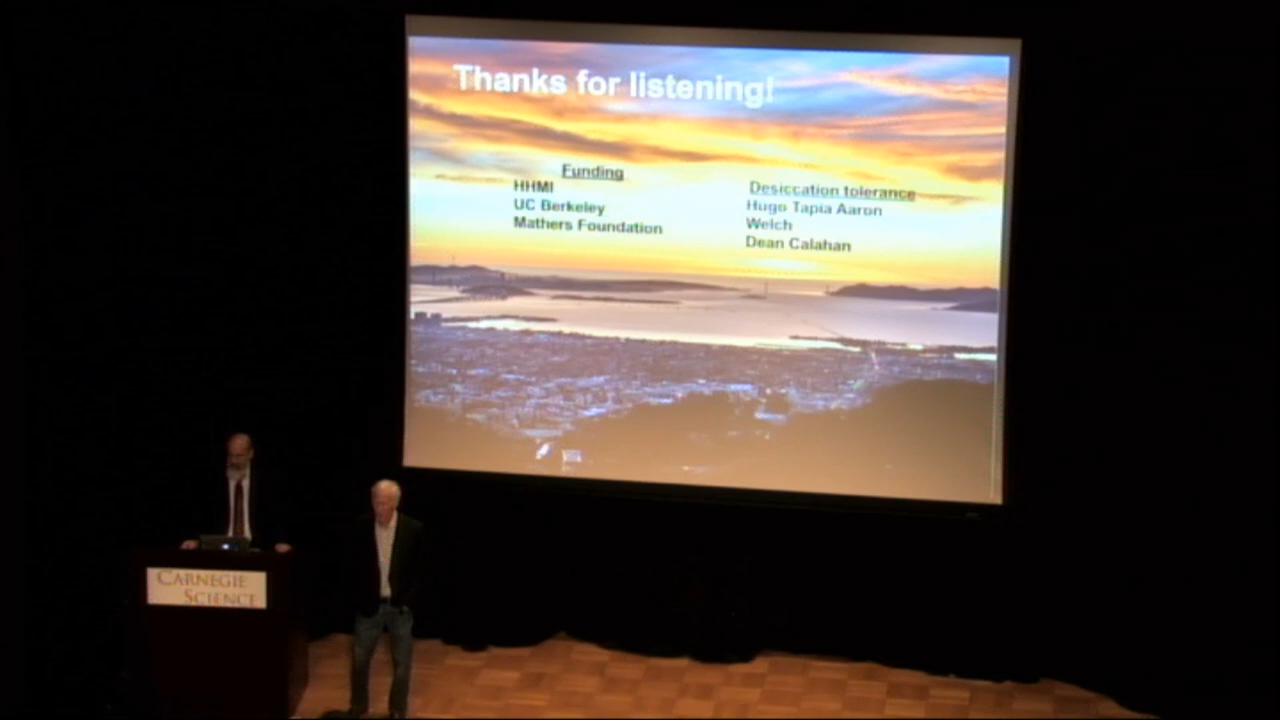 Thanks for listening!
Funding
HHMI
UC Berkeley
Mathers Foundation
Desiccation tolerance
Hugo Tapia Aaron
Welch
Dean Calahan
CARNEGIE
SCIENCE